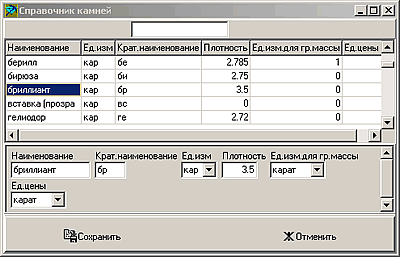 Справочник камней
Наименование Ед.изм Крат.наименование Плотность Ед.изм.для гр.массы Ед.цены
берилл кар бе 2.785 1
бирюза кар би 2.75 0
бриллиант кар бр 3.5 0
вставка (прозра кар вс 0 0
гелиодор кар ге 2.72 0
Наименование Крат.наименование Ед.изм Плотность Ед.изм.для гр.массы
бриллиант бр кар 3.5 карат
Ед.цены
карат
Сохранить Отменить